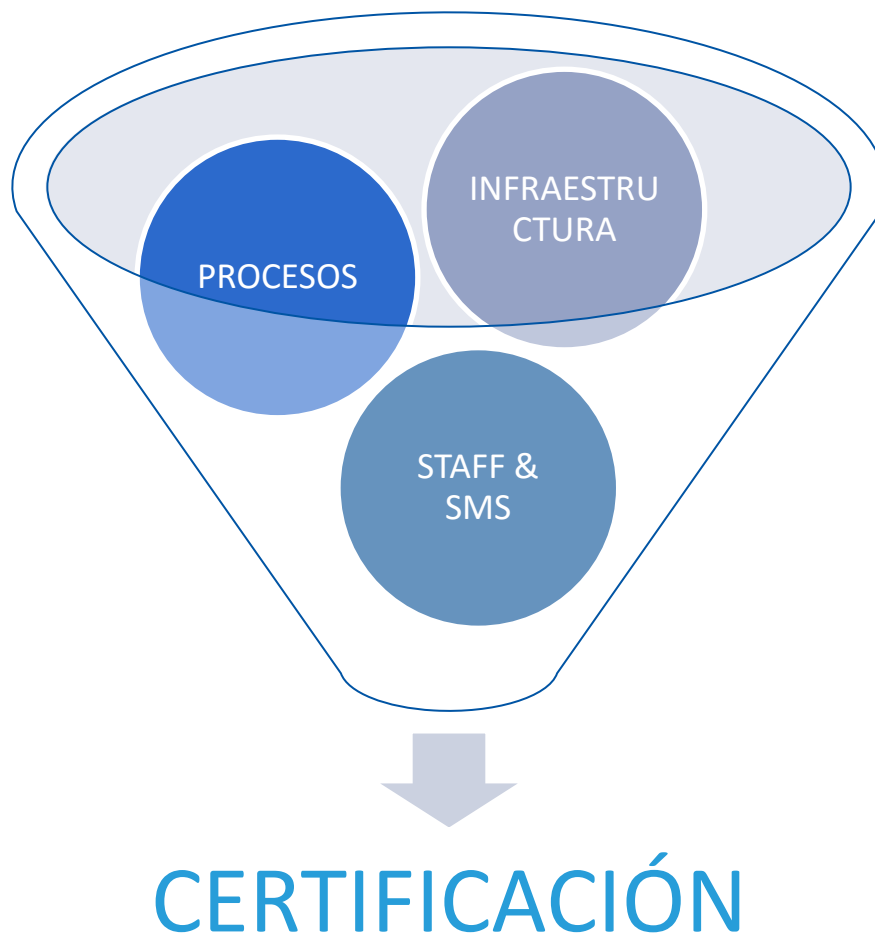 INFRAESTRU
CTURA
PROCESOS
STAFF &
SMS
CERTIFICACIÓN